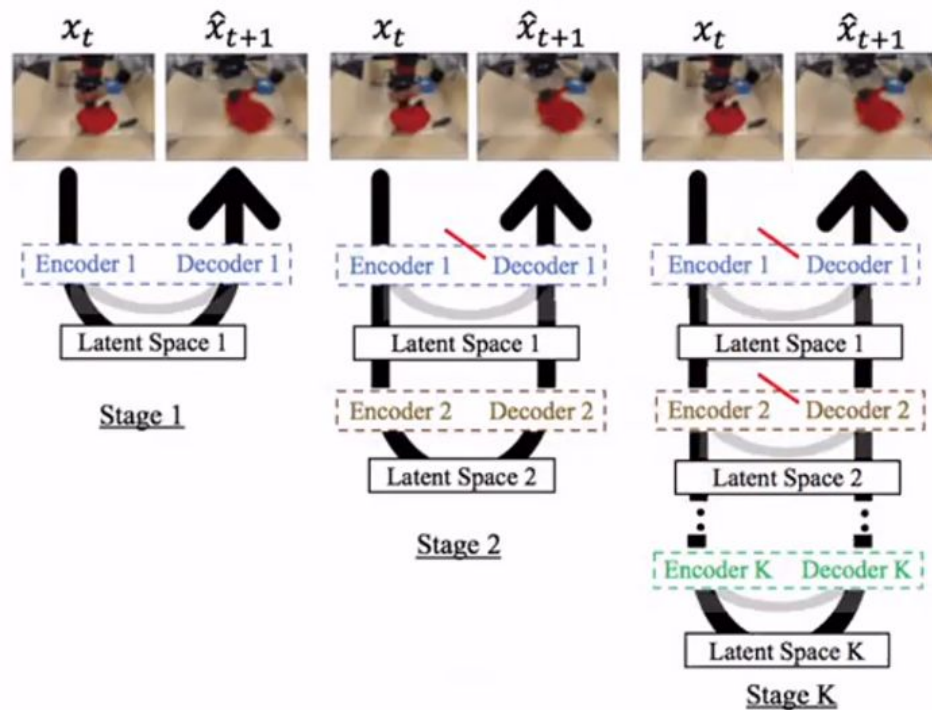 x_t x̂_{t+1}
Encoder 1 Decoder 1
Latent Space 1
Stage 1
x_t x̂_{t+1}
Encoder 1 Decoder 1
Latent Space 1
Encoder 2 Decoder 2
Latent Space 2
Stage 2
x_t x̂_{t+1}
Encoder 1 Decoder 1
Latent Space 1
Encoder 2 Decoder 2
Latent Space 2
Encoder K Decoder K
Latent Space K
Stage K